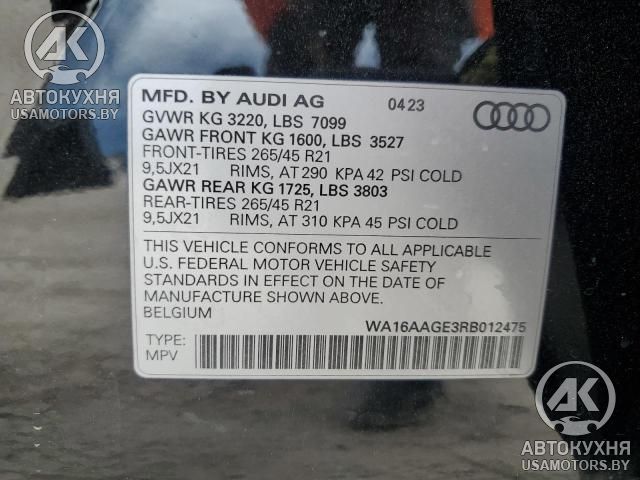 АК
АВТОКУХНЯ
USAMOTORS.BY
MFD. BY AUDI AG 0423
GVWR KG 3220, LBS 7099
GAWR FRONT KG 1600, LBS 3527
FRONT-TIRES 265/45 R21
9,5JX21 RIMS, AT 290 KPA 42 PSI COLD
GAWR REAR KG 1725, LBS 3803
REAR-TIRES 265/45 R21
9,5JX21 RIMS, AT 310 KPA 45 PSI COLD
THIS VEHICLE CONFORMS TO ALL APPLICABLE
U.S. FEDERAL MOTOR VEHICLE SAFETY
STANDARDS IN EFFECT ON THE DATE OF
MANUFACTURE SHOWN ABOVE.
BELGIUM
WA16AAGE3RB012475
TYPE:
MPV
АК
АВТОКУХНЯ
USAMOTORS.BY